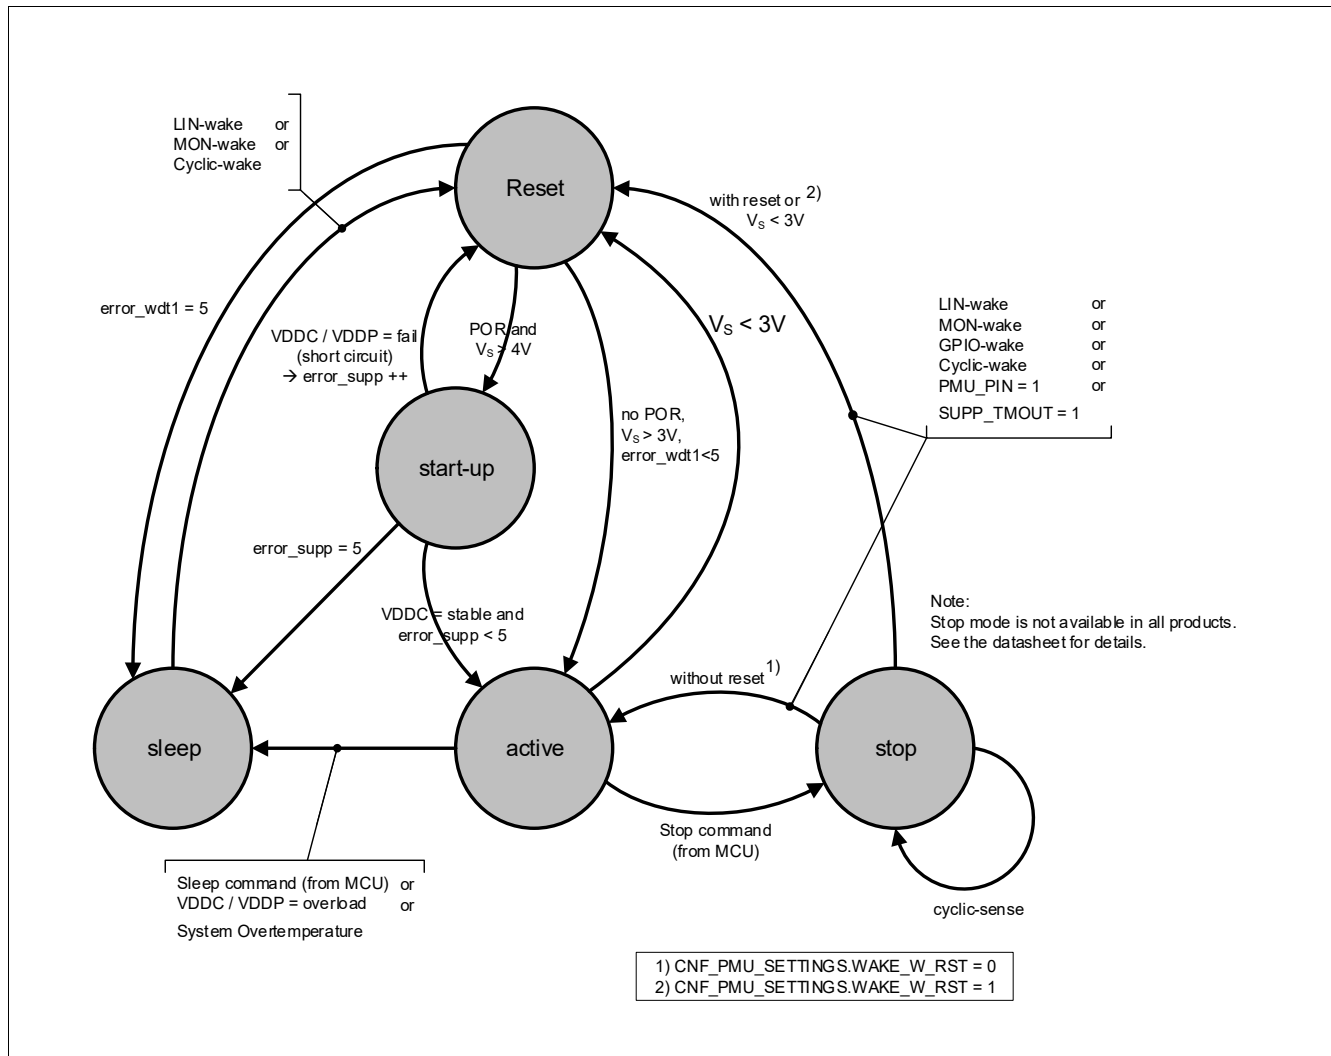 LIN-wake or
MON-wake or
Cyclic-wake
Reset
with reset or 2)
VS < 3V
error_wdt1 = 5
VDDC / VDDP = fail
(short circuit)
→ error_supp ++
POR and
VS > 4V
VS < 3V
LIN-wake or
MON-wake or
GPIO-wake or
Cyclic-wake or
PMU_PIN = 1 or
SUPP_TMOUT = 1
no POR,
VS > 3V,
error_wdt1<5
start-up
error_supp = 5
VDDC = stable and
error_supp < 5
Note:
Stop mode is not available in all products.
See the datasheet for details.
without reset 1)
sleep
active
stop
Stop command
(from MCU)
Sleep command (from MCU) or
VDDC / VDDP = overload or
System Overtemperature
cyclic-sense
1) CNF_PMU_SETTINGS.WAKE_W_RST = 0
2) CNF_PMU_SETTINGS.WAKE_W_RST = 1